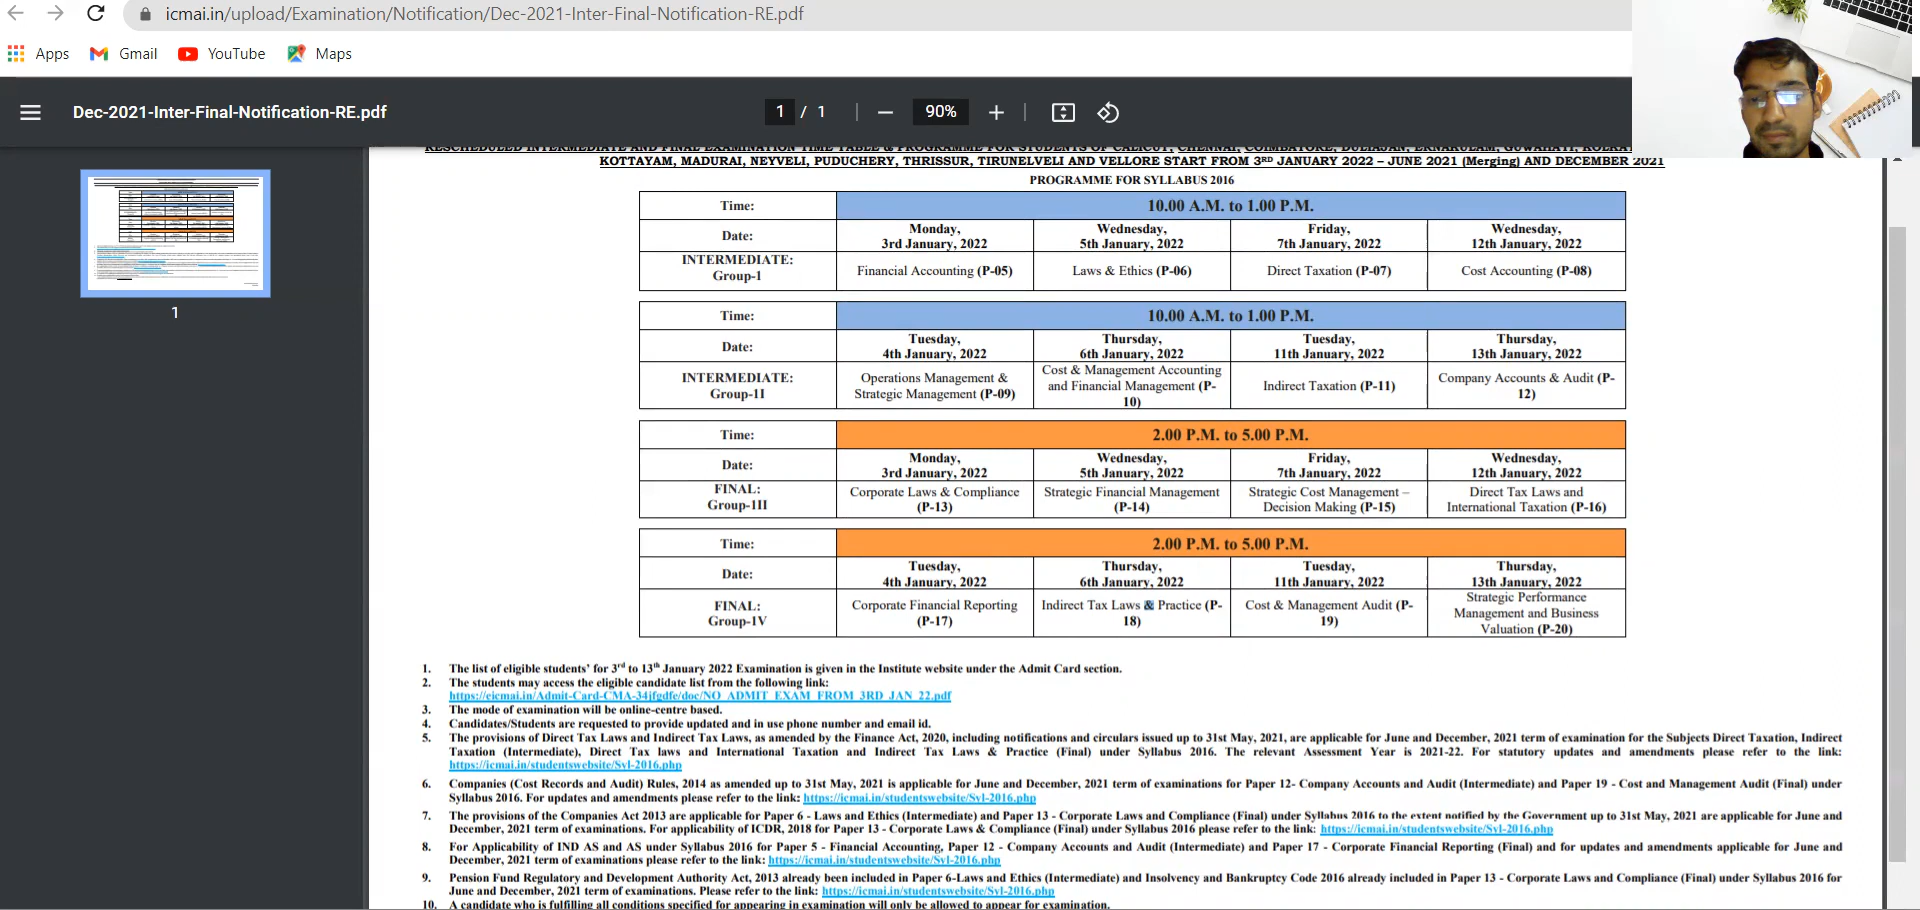 icmai.in/upload/Examination/Notification/Dec-2021-Inter-Final-Notification-RE.pdf
Apps Gmail YouTube Maps
Dec-2021-Inter-Final-Notification-RE.pdf 1 / 1 90%
1
RESCHEDULED INTERMEDIATE AND FINAL EXAMINATION TIME TABLE & PROGRAMME FOR STUDENTS OF CALICUT, CHENNAI, COIMBATORE, DULIAJAN, ERNAKULAM, GUWAHATI,
KOTTAYAM, MADURAI, NEYVELI, PUDUCHERY, THRISSUR, TIRUNELVELI AND VELLORE START FROM 3RD JANUARY 2022 – JUNE 2021 (Merging) AND DECEMBER 2021
PROGRAMME FOR SYLLABUS 2016
Time: 10.00 A.M. to 1.00 P.M.
Date: Monday, 3rd January, 2022 Wednesday, 5th January, 2022 Friday, 7th January, 2022 Wednesday, 12th January, 2022
INTERMEDIATE: Group-1 Financial Accounting (P-05) Laws & Ethics (P-06) Direct Taxation (P-07) Cost Accounting (P-08)
Time: 10.00 A.M. to 1.00 P.M.
Date: Tuesday, 4th January, 2022 Thursday, 6th January, 2022 Tuesday, 11th January, 2022 Thursday, 13th January, 2022
INTERMEDIATE: Group-1I Operations Management & Strategic Management (P-09) Cost & Management Accounting and Financial Management (P-10) Indirect Taxation (P-11) Company Accounts & Audit (P-12)
Time: 2.00 P.M. to 5.00 P.M.
Date: Monday, 3rd January, 2022 Wednesday, 5th January, 2022 Friday, 7th January, 2022 Wednesday, 12th January, 2022
FINAL: Group-1II Corporate Laws & Compliance (P-13) Strategic Financial Management (P-14) Strategic Cost Management – Decision Making (P-15) Direct Tax Laws and International Taxation (P-16)
Time: 2.00 P.M. to 5.00 P.M.
Date: Tuesday, 4th January, 2022 Thursday, 6th January, 2022 Tuesday, 11th January, 2022 Thursday, 13th January, 2022
FINAL: Group-1V Corporate Financial Reporting (P-17) Indirect Tax Laws & Practice (P-18) Cost & Management Audit (P-19) Strategic Performance Management and Business Valuation (P-20)
1. The list of eligible students' for 3rd to 13th January 2022 Examination is given in the Institute website under the Admit Card section.
2. The students may access the eligible candidate list from the following link:
https://eicmai.in/Admit-Card-CMA-34jfgdfe/doc/NO_ADMIT_EXAM_FROM_3RD_JAN_22.pdf
3. The mode of examination will be online-centre based.
4. Candidates/Students are requested to provide updated and in use phone number and email id.
5. The provisions of Direct Tax Laws and Indirect Tax Laws, as amended by the Finance Act, 2020, including notifications and circulars issued up to 31st May, 2021, are applicable for June and December, 2021 term of examination for the Subjects Direct Taxation, Indirect
Taxation (Intermediate), Direct Tax laws and International Taxation and Indirect Tax Laws & Practice (Final) under Syllabus 2016. The relevant Assessment Year is 2021-22. For statutory updates and amendments please refer to the link:
https://icmai.in/studentswebsite/Syl-2016.php
6. Companies (Cost Records and Audit) Rules, 2014 as amended up to 31st May, 2021 is applicable for June and December, 2021 term of examinations for Paper 12- Company Accounts and Audit (Intermediate) and Paper 19 - Cost and Management Audit (Final) under
Syllabus 2016. For updates and amendments please refer to the link: https://icmai.in/studentswebsite/Syl-2016.php
7. The provisions of the Companies Act 2013 are applicable for Paper 6 - Laws and Ethics (Intermediate) and Paper 13 - Corporate Laws and Compliance (Final) under Syllabus 2016 to the extent notified by the Government up to 31st May, 2021 are applicable for June and
December, 2021 term of examinations. For applicability of ICDR, 2018 for Paper 13 - Corporate Laws & Compliance (Final) under Syllabus 2016 please refer to the link: https://icmai.in/studentswebsite/Syl-2016.php
8. For Applicability of IND AS and AS under Syllabus 2016 for Paper 5 - Financial Accounting, Paper 12 - Company Accounts and Audit (Intermediate) and Paper 17 - Corporate Financial Reporting (Final) and for updates and amendments applicable for June and
December, 2021 term of examinations please refer to the link: https://icmai.in/studentswebsite/Syl-2016.php
9. Pension Fund Regulatory and Development Authority Act, 2013 already been included in Paper 6-Laws and Ethics (Intermediate) and Insolvency and Bankruptcy Code 2016 already included in Paper 13 - Corporate Laws and Compliance (Final) under Syllabus 2016 for
June and December, 2021 term of examinations. Please refer to the link: https://icmai.in/studentswebsite/Syl-2016.php
10. A candidate who is fulfilling all conditions specified for appearing in examination will only be allowed to appear for examination.